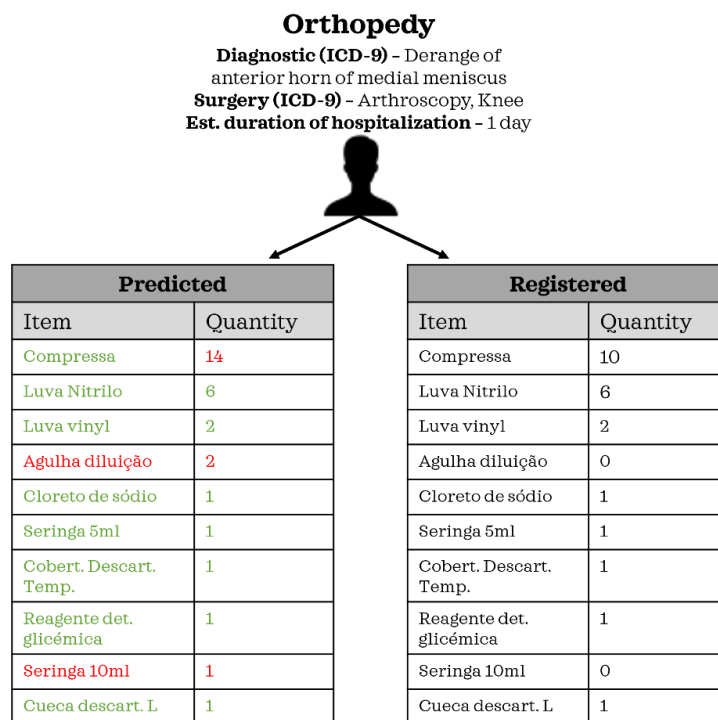 Orthopedy
Diagnostic (ICD-9) – Derange of
anterior horn of medial meniscus
Surgery (ICD-9) – Arthroscopy, Knee
Est. duration of hospitalization – 1 day
Predicted
Item Quantity
Compressa 14
Luva Nitrilo 6
Luva vinyl 2
Agulha diluição 2
Cloreto de sódio 1
Seringa 5ml 1
Cobert. Descart. 1
Temp.
Reagente det. 1
glicémica
Seringa 10ml 1
Cueca descart. L 1
Registered
Item Quantity
Compressa 10
Luva Nitrilo 6
Luva vinyl 2
Agulha diluição 0
Cloreto de sódio 1
Seringa 5ml 1
Cobert. Descart. 1
Temp.
Reagente det. 1
glicémica
Seringa 10ml 0
Cueca descart. L 1